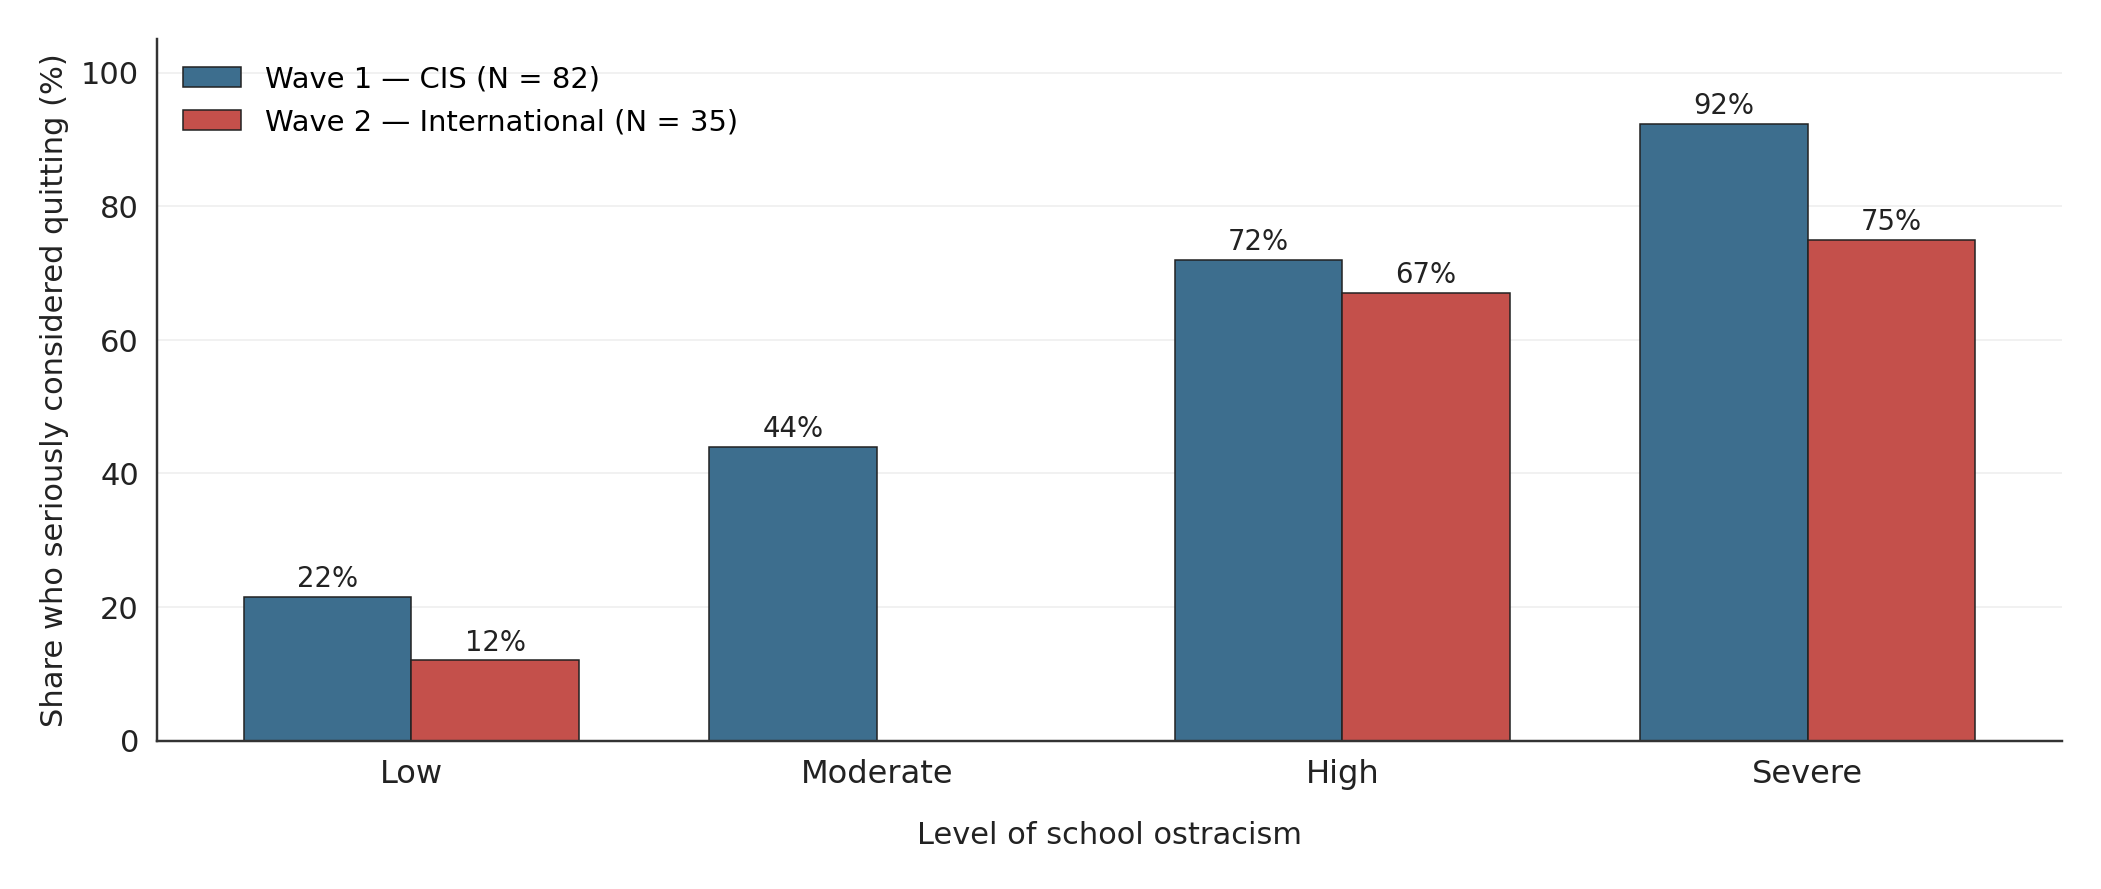 Share who seriously considered quitting (%)
100
80
60
40
20
0
Wave 1 — CIS (N = 82)
Wave 2 — International (N = 35)
22%
12%
44%
72%
67%
92%
75%
Low
Moderate
High
Severe
Level of school ostracism